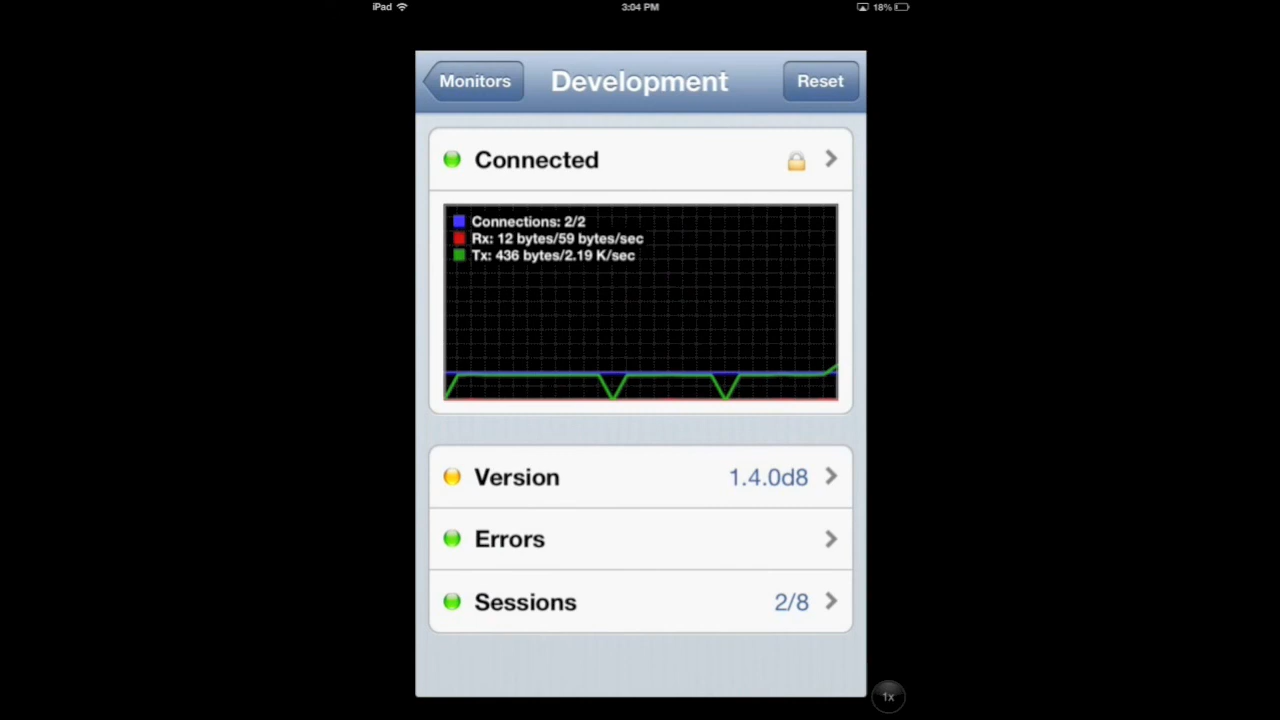 iPad 3:04 PM 18%
Monitors Development Reset
Connected
Connections: 2/2
Rx: 12 bytes/59 bytes/sec
Tx: 436 bytes/2.19 K/sec
Version 1.4.0d8
Errors
Sessions 2/8
1x